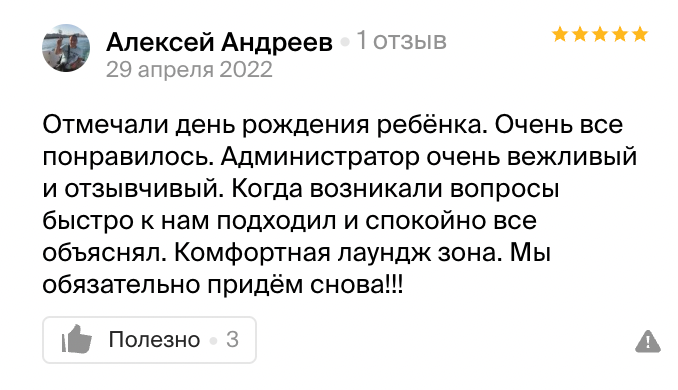 Алексей Андреев • 1 отзыв
29 апреля 2022
Отмечали день рождения ребёнка. Очень все
понравилось. Администратор очень вежливый
и отзывчивый. Когда возникали вопросы
быстро к нам подходил и спокойно все
объяснял. Комфортная лаундж зона. Мы
обязательно придём снова!!!
Полезно • 3